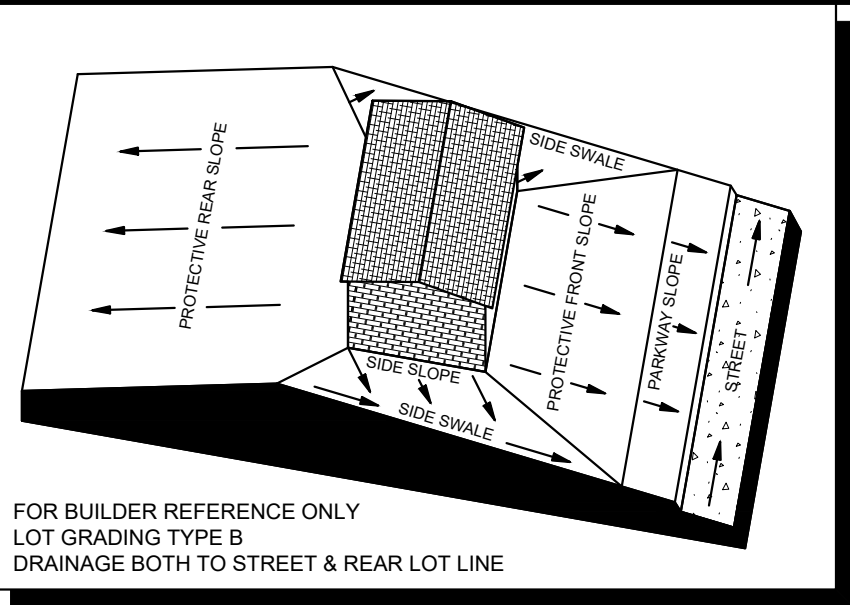 PROTECTIVE REAR SLOPE
SIDE SWALE
PROTECTIVE FRONT SLOPE
PARKWAY SLOPE
STREET
SIDE SLOPE
SIDE SWALE
FOR BUILDER REFERENCE ONLY
LOT GRADING TYPE B
DRAINAGE BOTH TO STREET & REAR LOT LINE